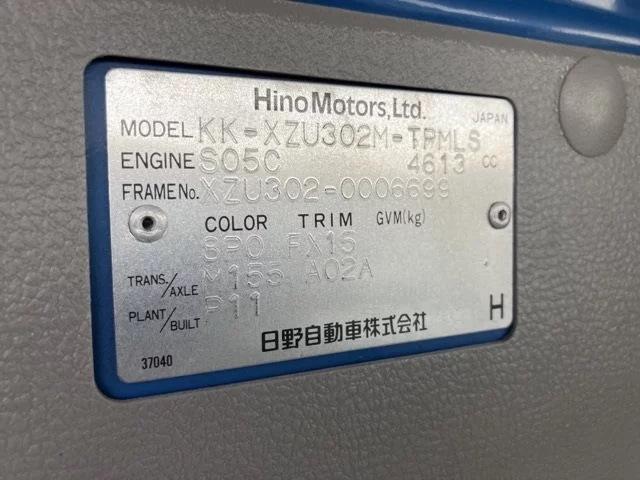 Hino Motors, Ltd.
JAPAN
MODEL KK-XZU302M-TPMLS
ENGINE S05C 4613 CC
FRAME No. XZU302-0006699
COLOR TRIM GVM(kg)
8P0 FX15
TRANS./AXLE M155 A02A
PLANT/BUILT P11
日野自動車株式会社 H
37040